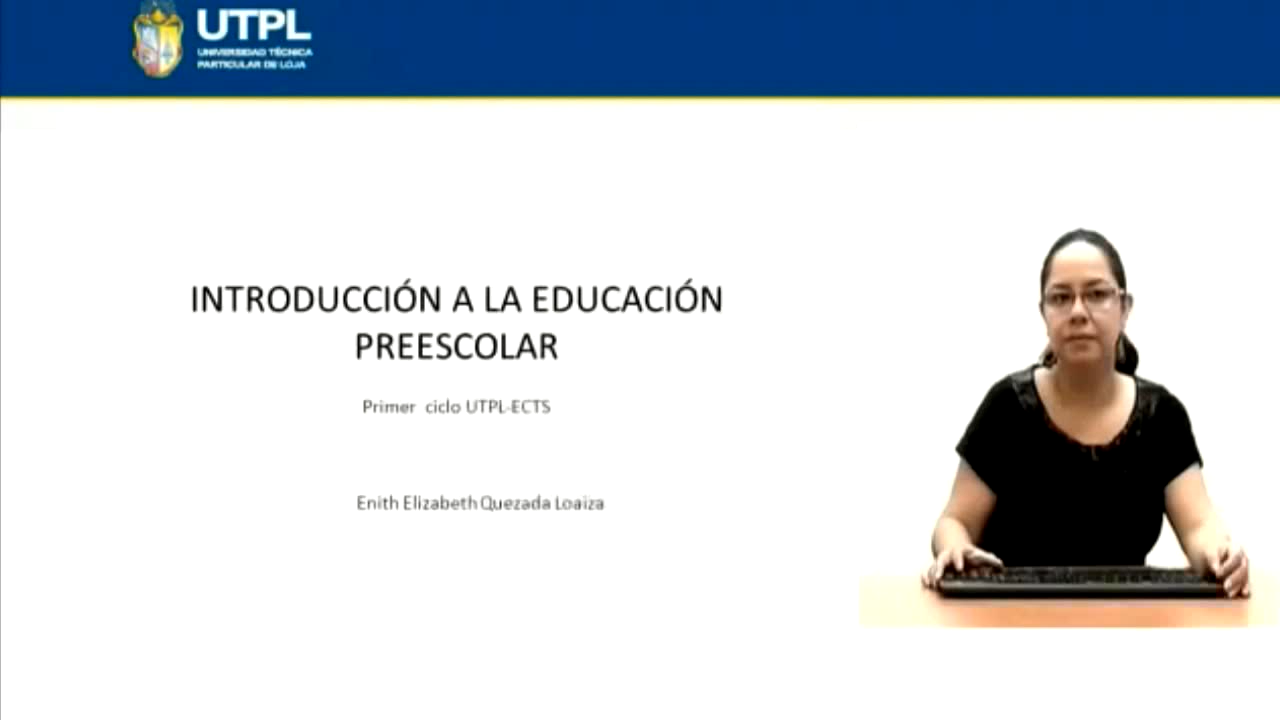 UTPL
UNIVERSIDAD TÉCNICA
PARTICULAR DE LOJA
INTRODUCCIÓN A LA EDUCACIÓN
PREESCOLAR
Primer ciclo UTPL-ECTS
Enith Elizabeth Quezada Loaiza